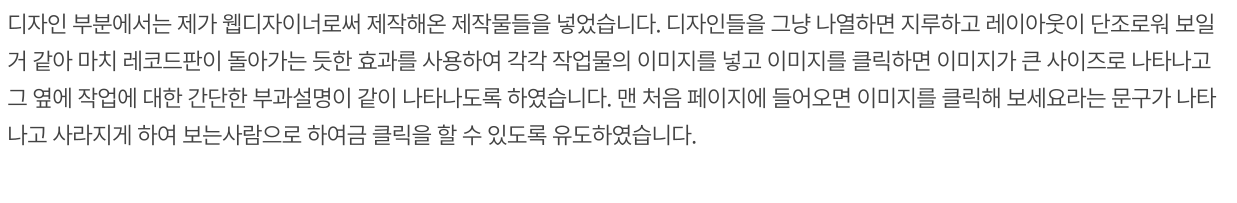 디자인 부분에서는 제가 웹디자이너로써 제작해온 제작물들을 넣었습니다. 디자인들을 그냥 나열하면 지루하고 레이아웃이 단조로워 보일
거 같아 마치 레코드판이 돌아가는 듯한 효과를 사용하여 각각 작업물의 이미지를 넣고 이미지를 클릭하면 이미지가 큰 사이즈로 나타나고
그 옆에 작업에 대한 간단한 부과설명이 같이 나타나도록 하였습니다. 맨 처음 페이지에 들어오면 이미지를 클릭해 보세요라는 문구가 나타
나고 사라지게 하여 보는사람으로 하여금 클릭을 할 수 있도록 유도하였습니다.